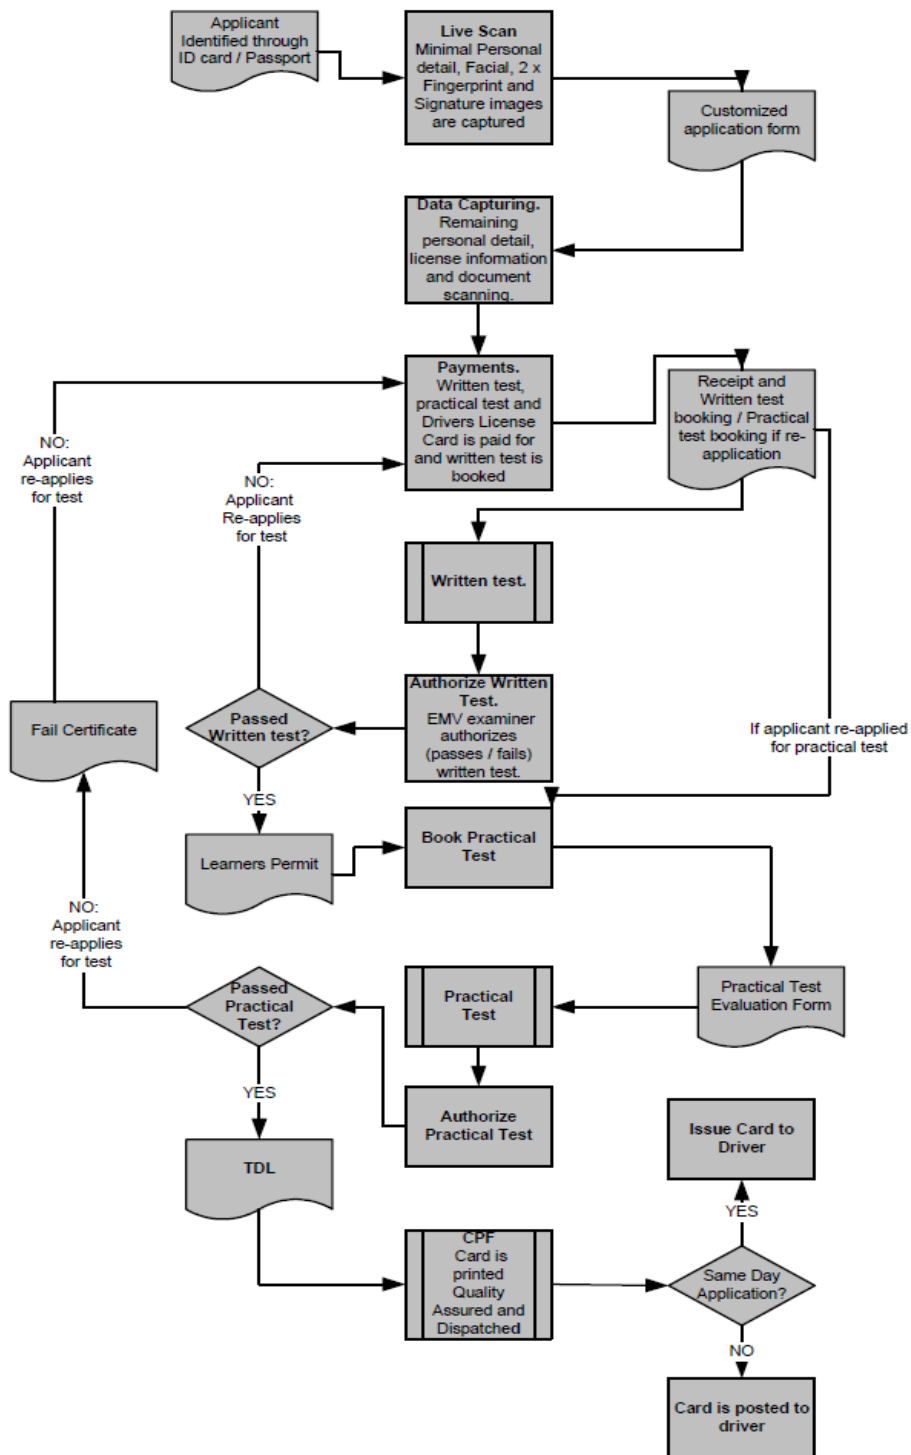 Applicant
Identified through
ID card / Passport
Live Scan
Minimal Personal
detail, Facial, 2 x
Fingerprint and
Signature images
are captured
Customized
application form
Data Capturing.
Remaining
personal detail,
license information
and document
scanning.
Payments.
Written test,
practical test and
Drivers License
Card is paid for
and written test is
booked
Receipt and
Written test
booking / Practical
test booking if re-
application
NO:
Applicant
re-applies
for test
NO:
Applicant
Re-applies
for test
Written test.
Authorize Written
Test.
EMV examiner
authorizes
(passes / fails)
written test.
Passed
Written test?
Fail Certificate
If applicant re-applied
for practical test
YES
Learners Permit
Book Practical
Test
NO:
Applicant
re-applies
for test
Practical Test
Evaluation Form
Practical
Test
Passed
Practical
Test?
Authorize
Practical Test
YES
TDL
Issue Card to
Driver
YES
CPF
Card is
printed
Quality
Assured and
Dispatched
Same Day
Application?
NO
Card is posted to
driver